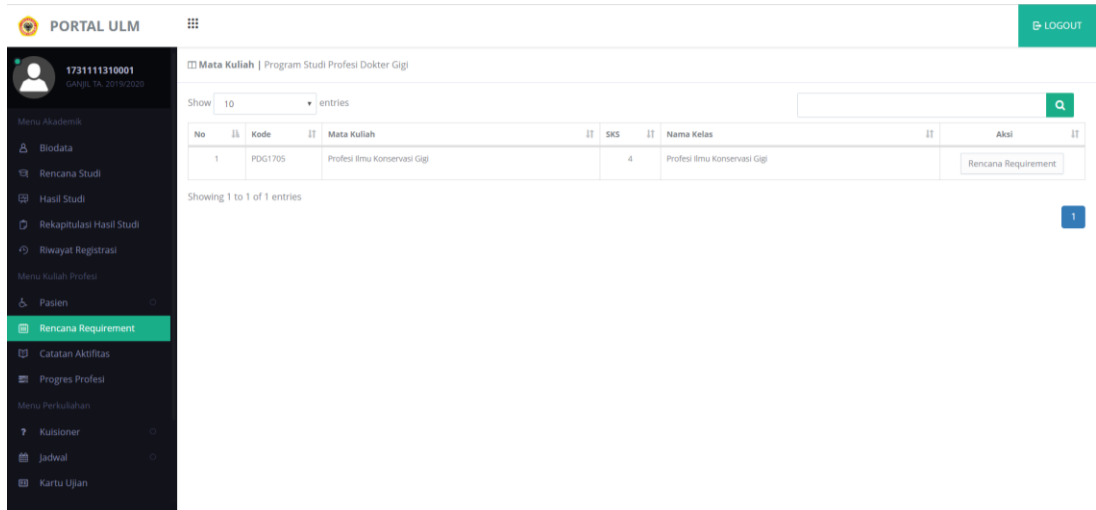 PORTAL ULM
LOGOUT
1731111310001
GANJIL TA. 2019/2020
Menu Akademik
Biodata
Rencana Studi
Hasil Studi
Rekapitulasi Hasil Studi
Riwayat Registrasi
Menu Kuliah Profesi
Pasien
Rencana Requirement
Catatan Aktifitas
Progres Profesi
Menu Perkuliahan
Kuisioner
Jadwal
Kartu Ujian
Mata Kuliah | Program Studi Profesi Dokter Gigi
Show 10 entries
No Kode Mata Kuliah SKS Nama Kelas Aksi
1 PDG1705 Profesi Ilmu Konservasi Gigi 4 Profesi Ilmu Konservasi Gigi Rencana Requirement
Showing 1 to 1 of 1 entries
1